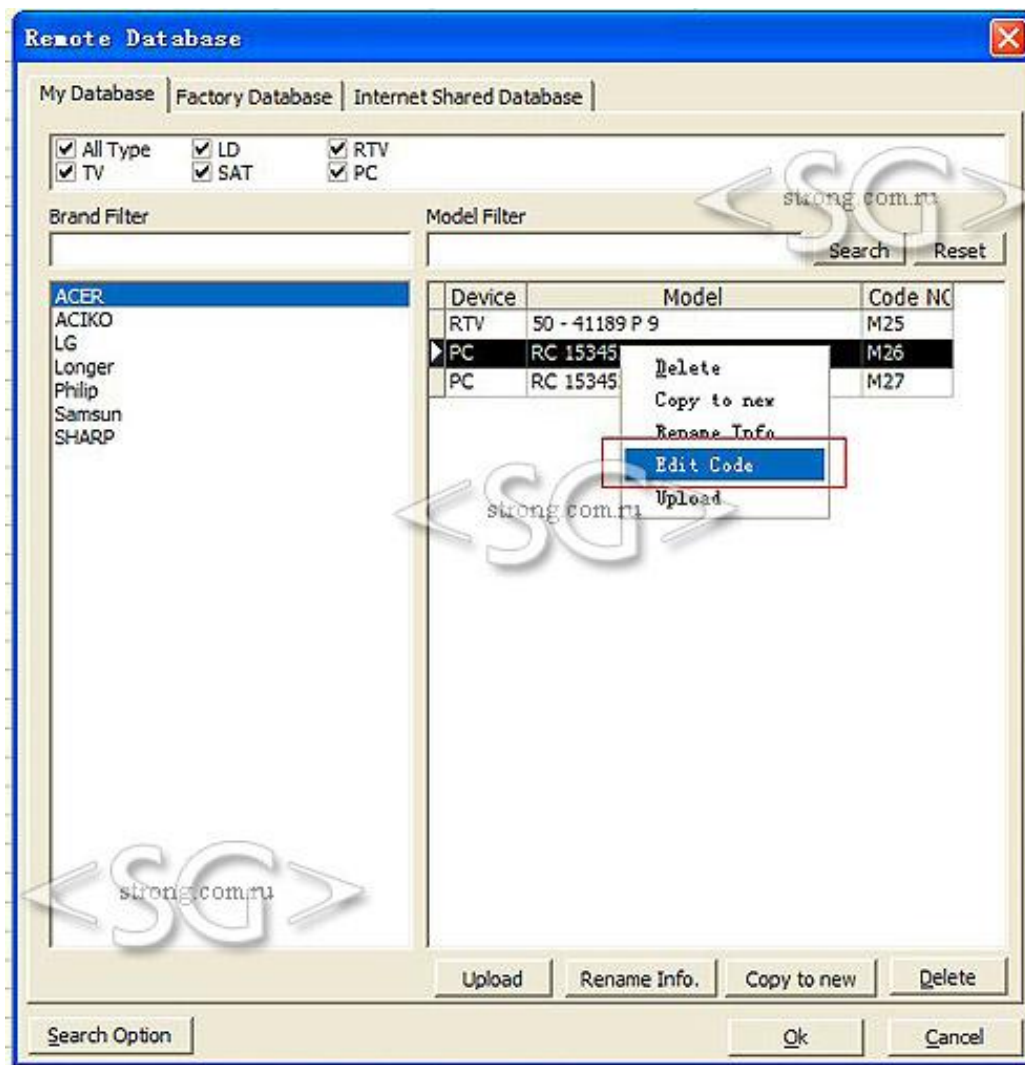 Remote Database
My Database Factory Database Internet Shared Database
All Type LD RTV
TV SAT PC
<SG>
strong.com.ru
Brand Filter Model Filter
Search Reset
ACER
ACIKO
LG
Longer
Philip
Samsun
SHARP
Device Model Code NO
RTV 50 - 41189 P 9 M25
PC RC 15345 M26
PC RC 15345 M27
Delete
Copy to new
Rename Info
Edit Code
Upload
<SG>
strong.com.ru
<SG>
strong.com.ru
Upload Rename Info. Copy to new Delete
Search Option Ok Cancel